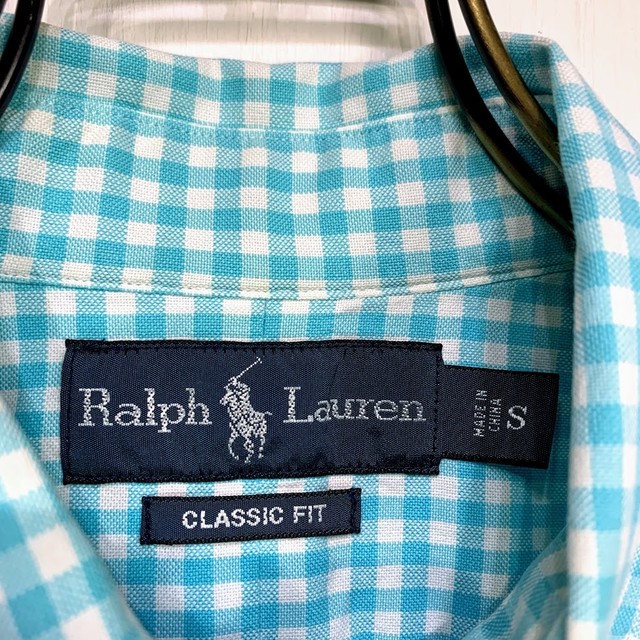 Ralph Lauren
MADE IN
CHINA
S
CLASSIC FIT